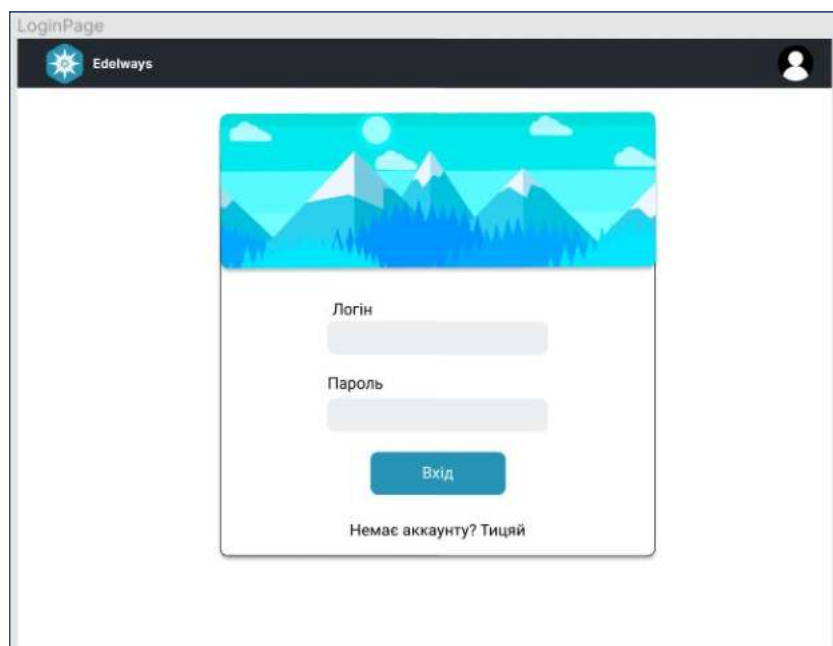 LoginPage
Edelways
Логін
Пароль
Вхід
Немає аккаунту? Тицяй